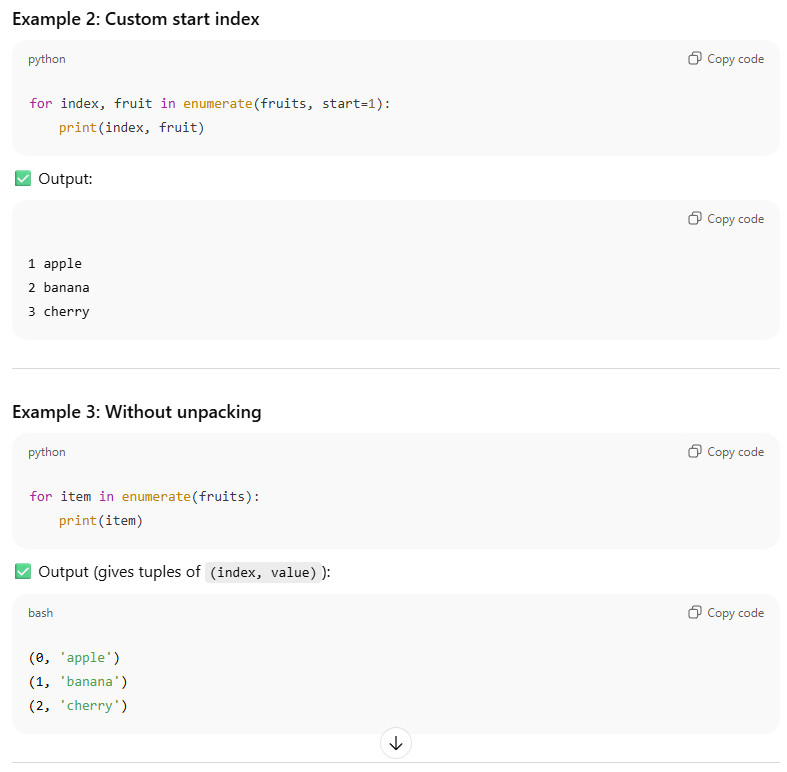 Example 2: Custom start index
python
Copy code
for index, fruit in enumerate(fruits, start=1):
    print(index, fruit)
✅ Output:
Copy code
1 apple
2 banana
3 cherry
Example 3: Without unpacking
python
Copy code
for item in enumerate(fruits):
    print(item)
✅ Output (gives tuples of (index, value)):
bash
Copy code
(0, 'apple')
(1, 'banana')
(2, 'cherry')